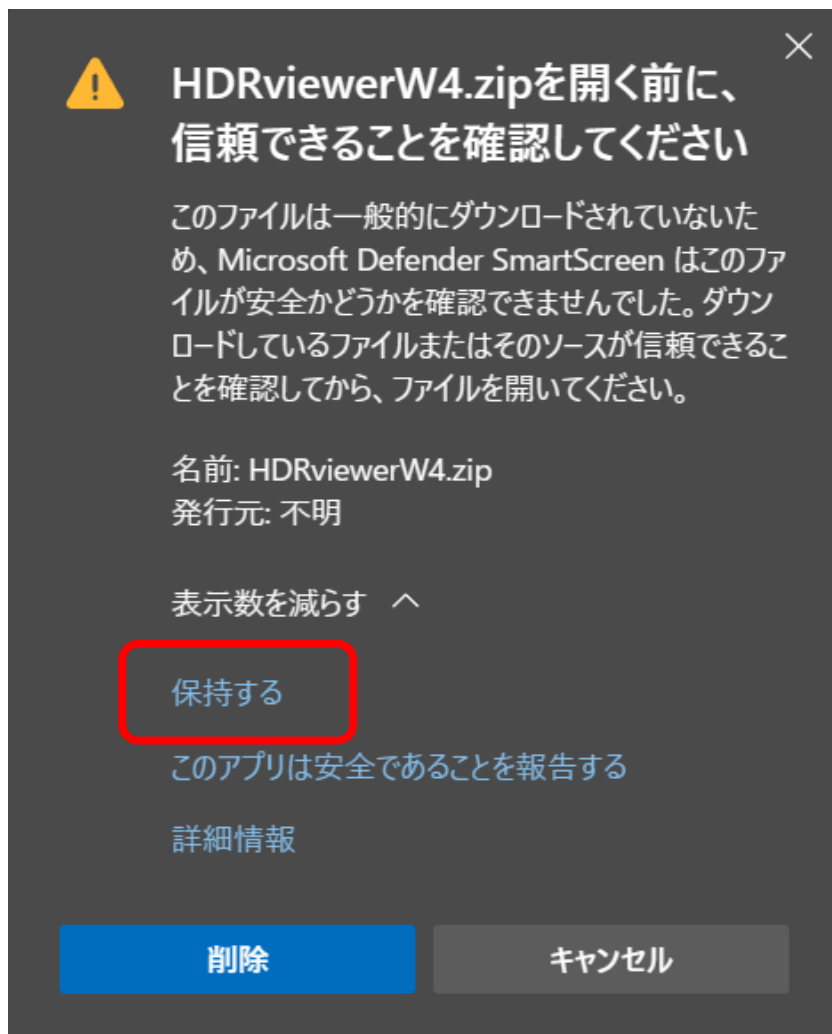 HDRviewerW4.zipを開く前に、
信頼できることを確認してください
このファイルは一般的にダウンロードされていないた
め、Microsoft Defender SmartScreen はこのファ
イルが安全かどうかを確認できませんでした。ダウン
ロードしているファイルまたはそのソースが信頼できるこ
とを確認してから、ファイルを開いてください。
名前: HDRviewerW4.zip
発行元: 不明
表示数を減らす
保持する
このアプリは安全であることを報告する
詳細情報
削除
キャンセル